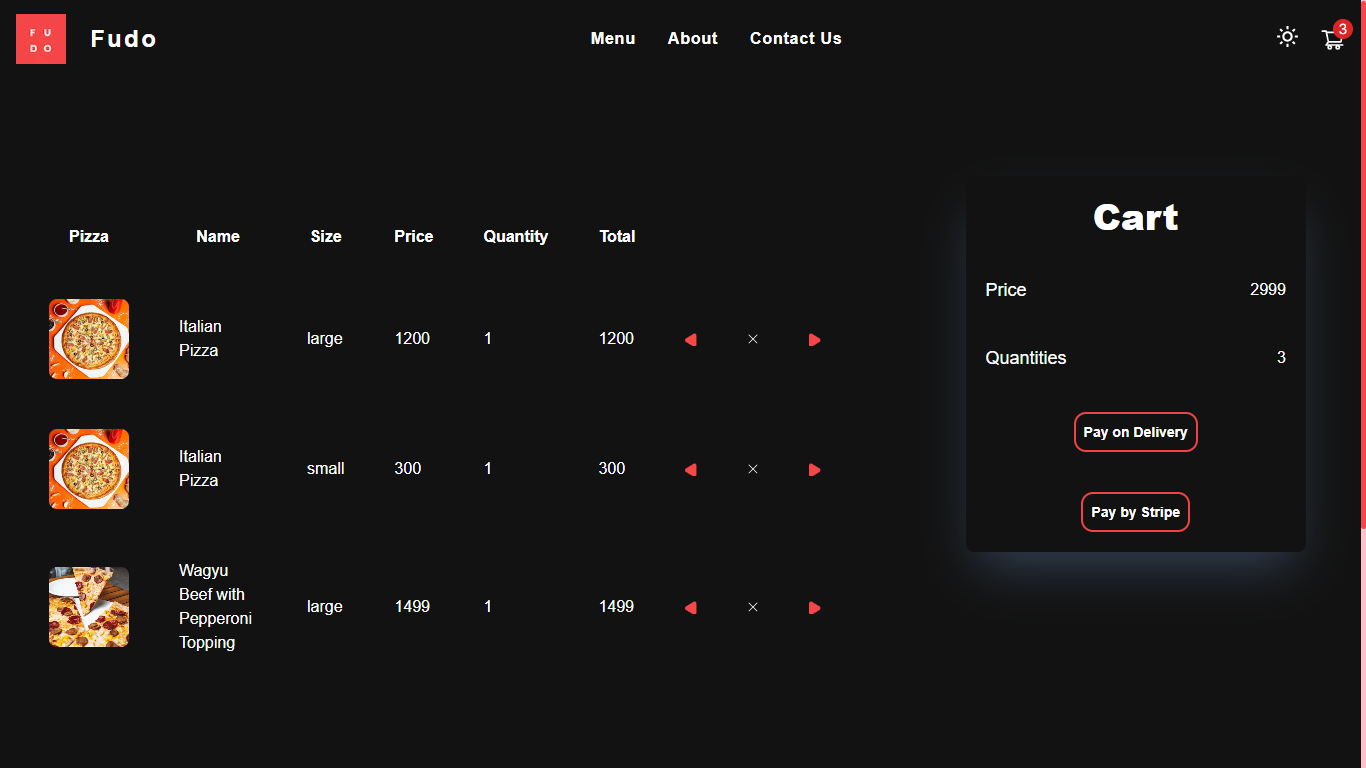 F U
D O
Fudo
Menu About Contact Us
3
Pizza Name Size Price Quantity Total
Italian
Pizza
large 1200 1 1200
Italian
Pizza
small 300 1 300
Wagyu
Beef with
Pepperoni
Topping
large 1499 1 1499
Cart
Price 2999
Quantities 3
Pay on Delivery
Pay by Stripe